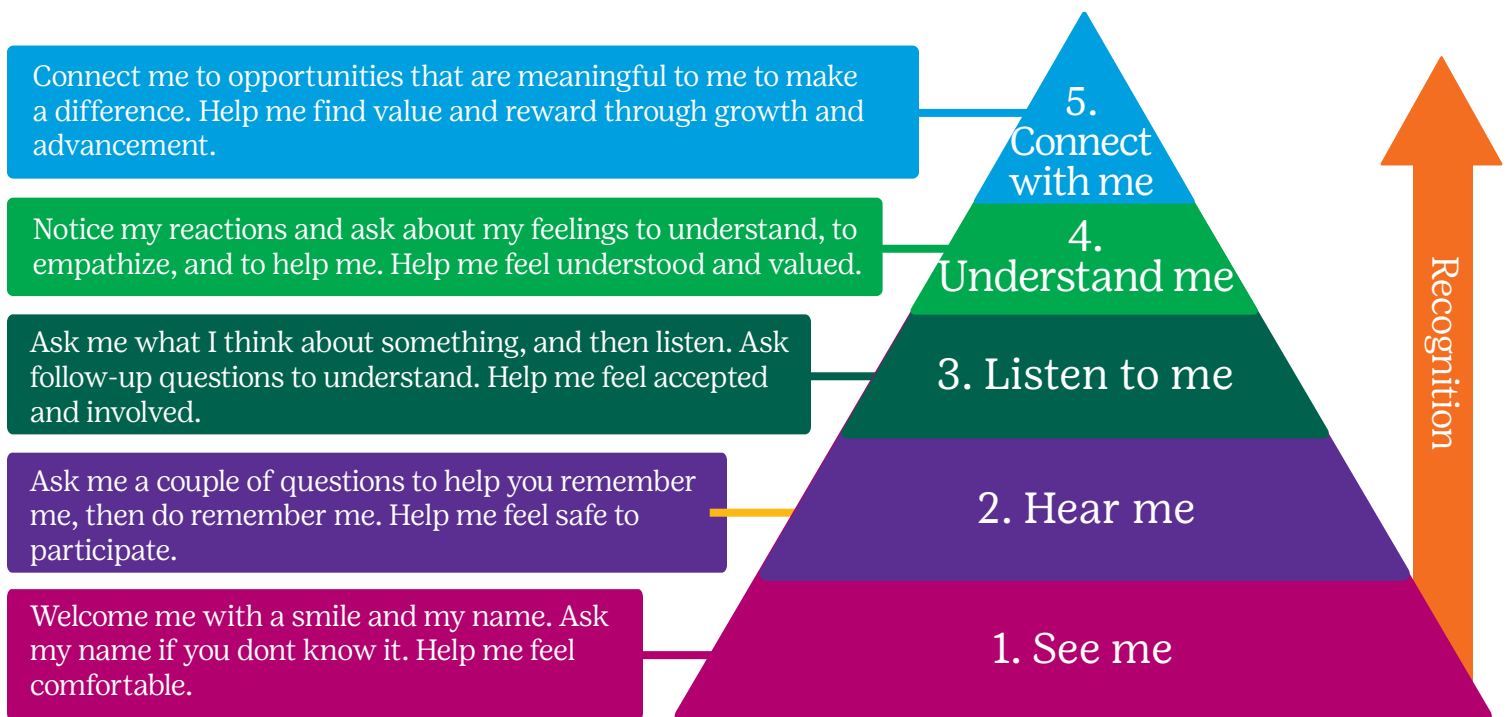 Connect me to opportunities that are meaningful to me to make
a difference. Help me find value and reward through growth and
advancement.
5.
Connect
with me
Notice my reactions and ask about my feelings to understand, to
empathize, and to help me. Help me feel understood and valued.
4.
Understand me
Ask me what I think about something, and then listen. Ask
follow-up questions to understand. Help me feel accepted
and involved.
3. Listen to me
Ask me a couple of questions to help you remember
me, then do remember me. Help me feel safe to
participate.
2. Hear me
Welcome me with a smile and my name. Ask
my name if you dont know it. Help me feel
comfortable.
1. See me
Recognition